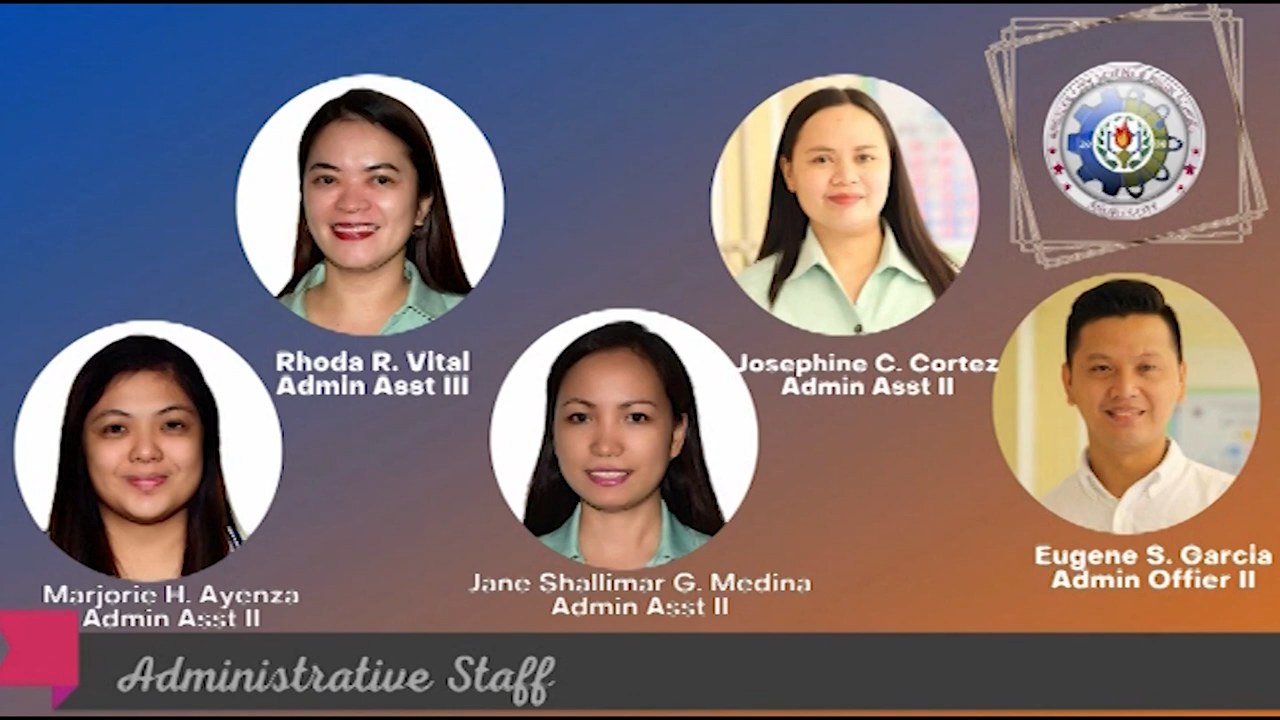 Rhoda R. Vital
Admin Asst III
Josephine C. Cortez
Admin Asst II
Marjorie H. Ayenza
Admin Asst II
Jane Shallimar G. Medina
Admin Asst II
Eugene S. Garcia
Admin Offier II
Administrative Staff